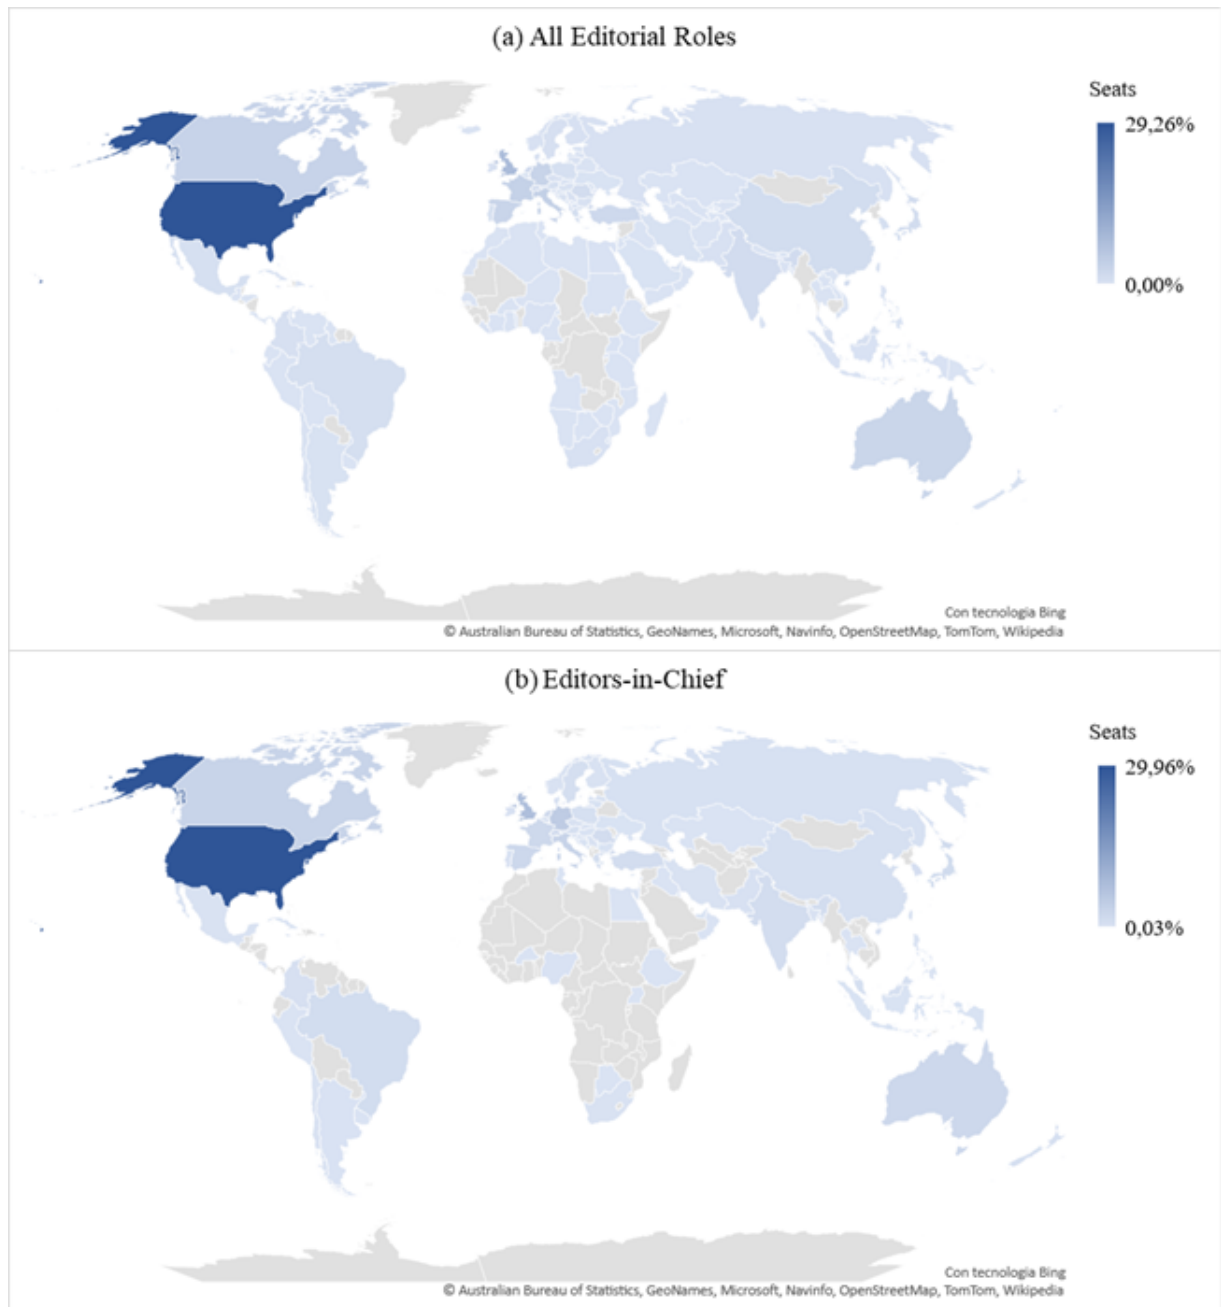 (a) All Editorial Roles
Seats
29,26%
0,00%
Con tecnologia Bing
© Australian Bureau of Statistics, GeoNames, Microsoft, Navinfo, OpenStreetMap, TomTom, Wikipedia
(b) Editors-in-Chief
Seats
29,96%
0,03%
Con tecnologia Bing
© Australian Bureau of Statistics, GeoNames, Microsoft, Navinfo, OpenStreetMap, TomTom, Wikipedia